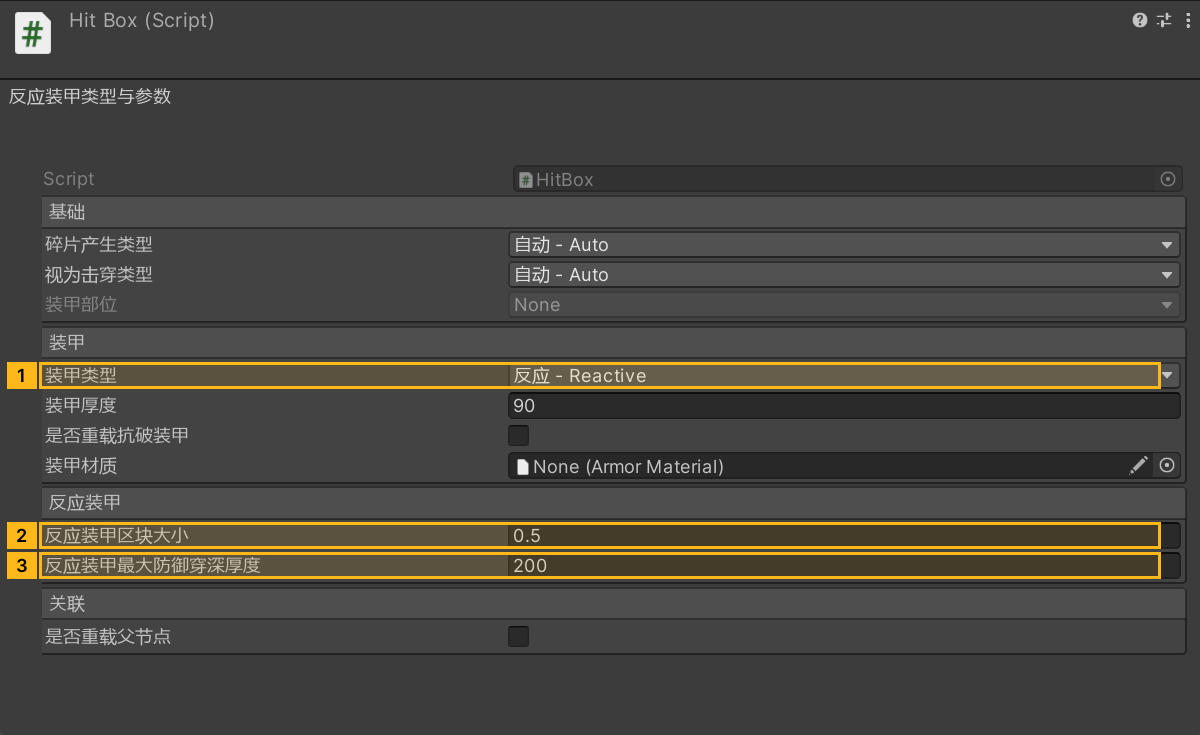 Hit Box (Script)
反应装甲类型与参数
Script # HitBox
基础
碎片产生类型 自动 - Auto
视为击穿类型 自动 - Auto
装甲部位 None
装甲
1 装甲类型 反应 - Reactive
装甲厚度 90
是否重载抗破装甲
装甲材质 None (Armor Material)
反应装甲
2 反应装甲区块大小 0.5
3 反应装甲最大防御穿深厚度 200
关联
是否重载父节点